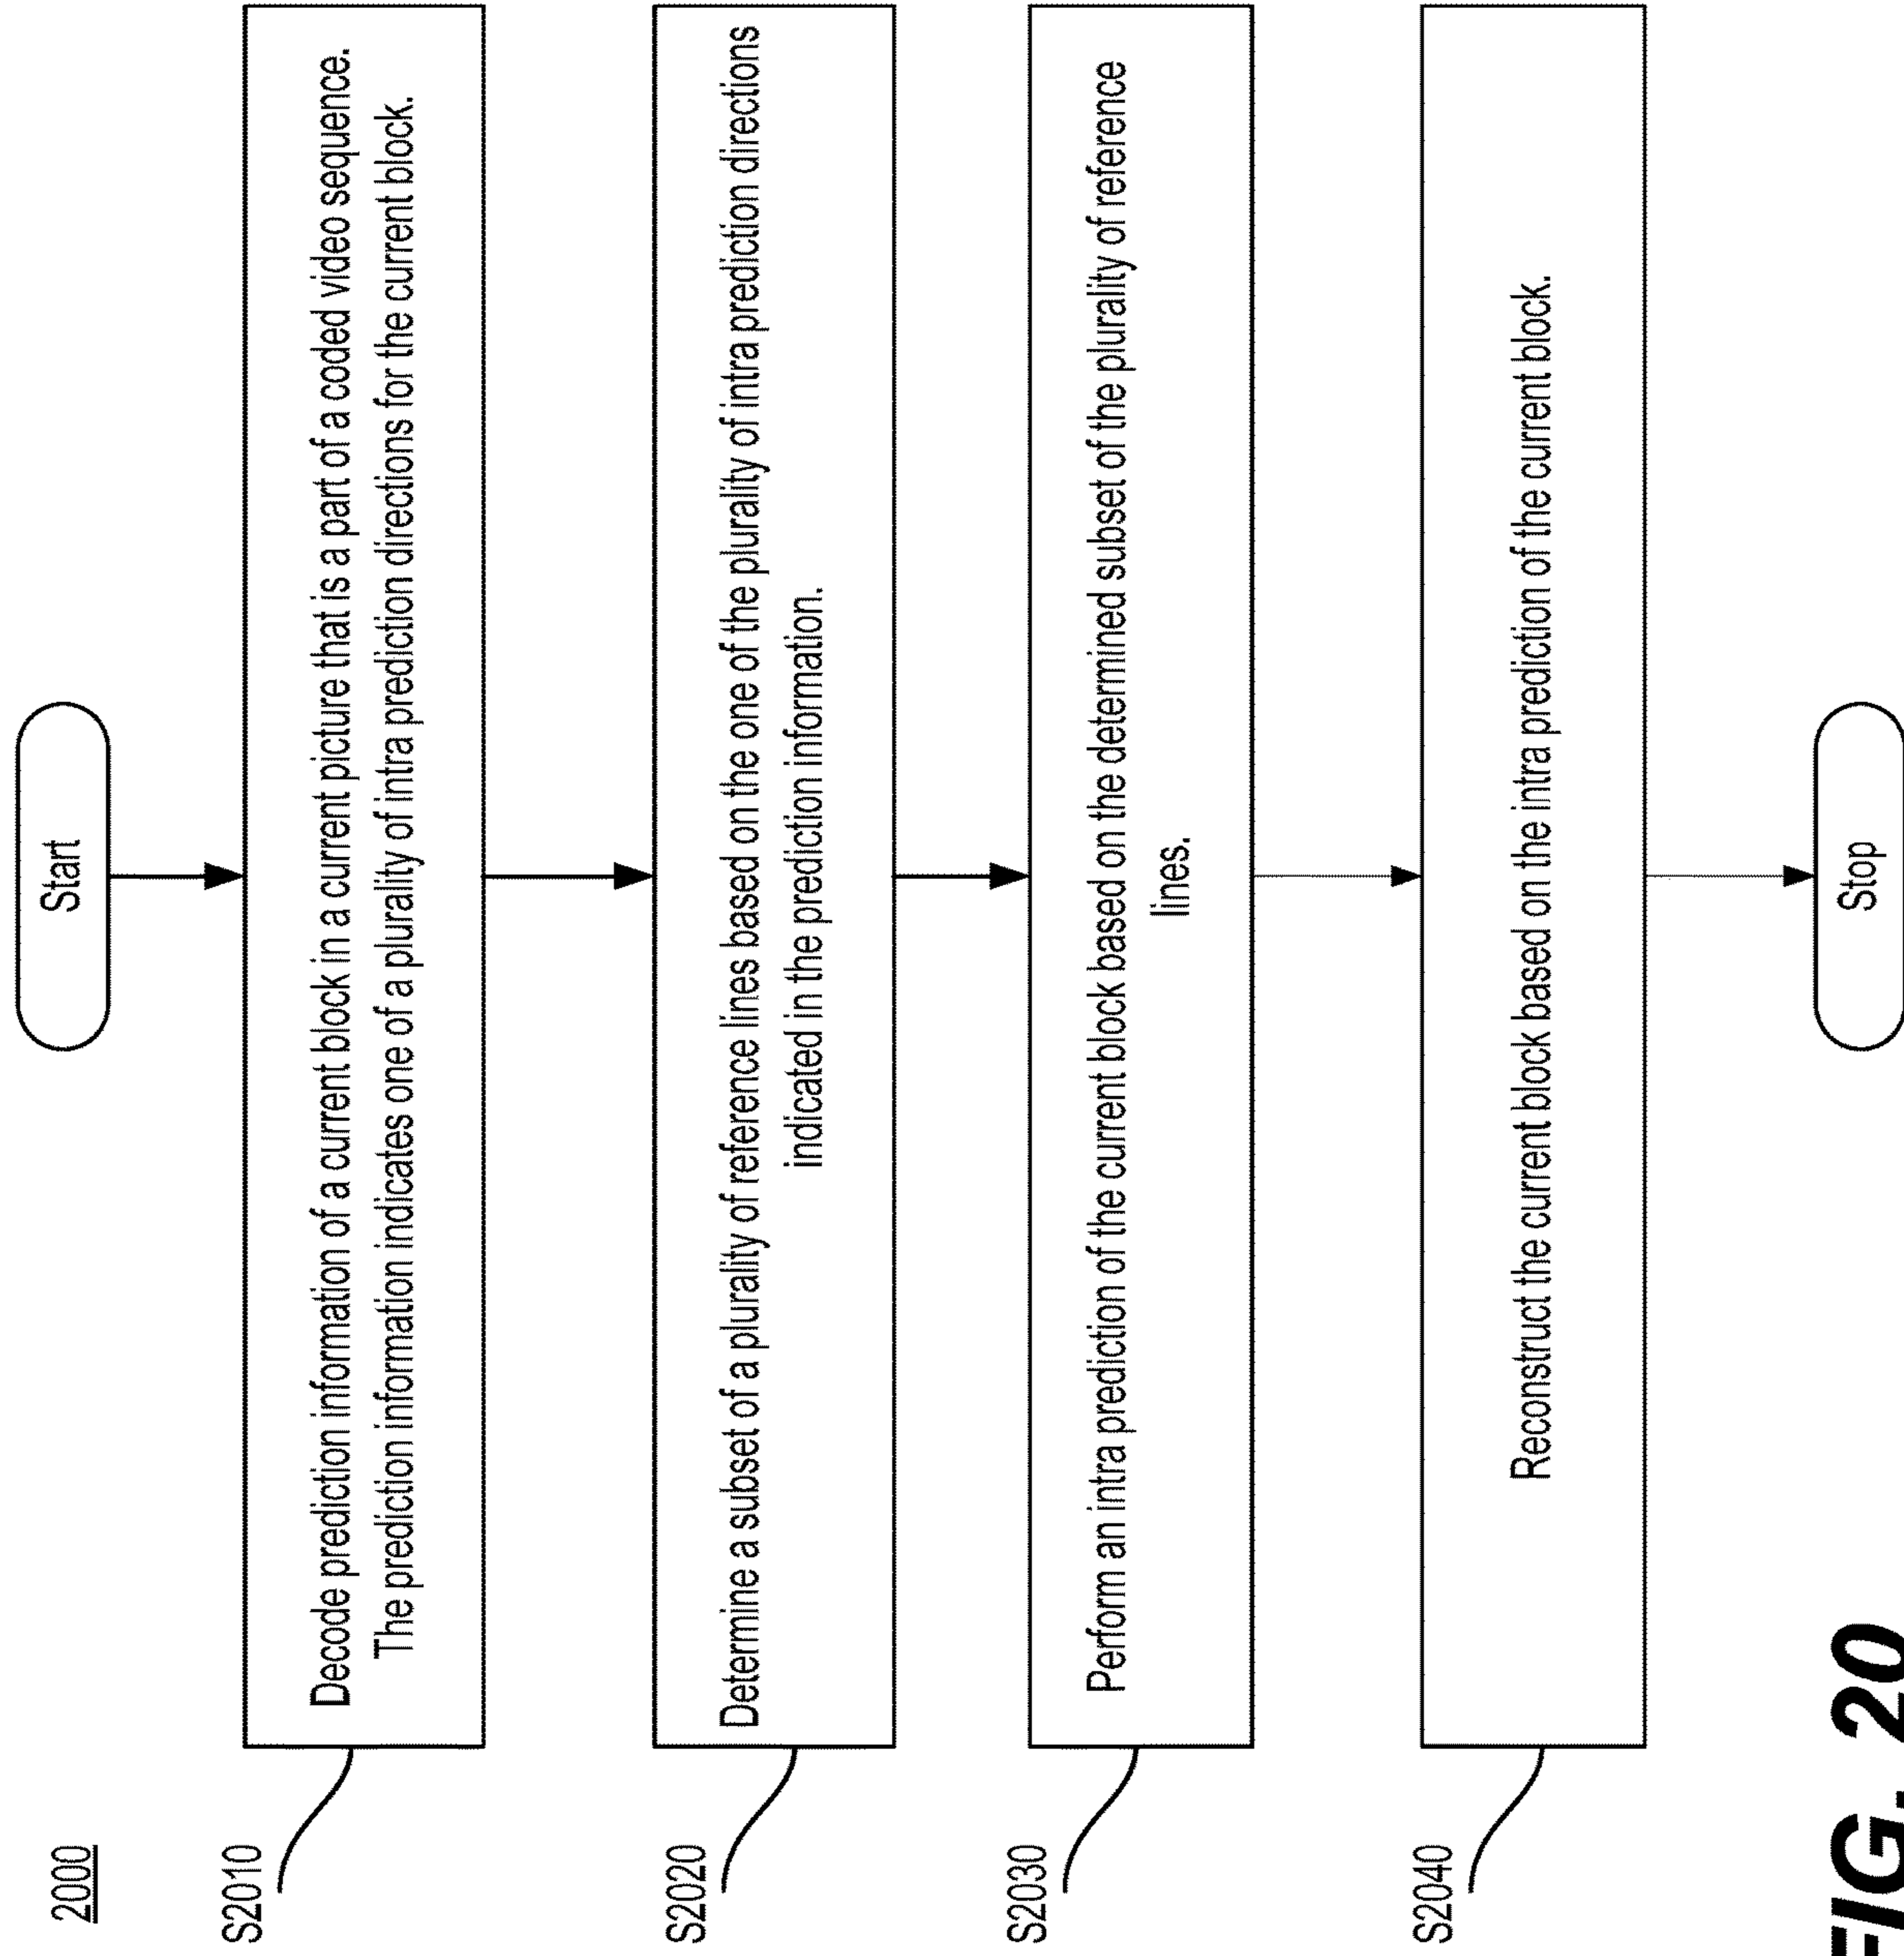 2000
Start
S2010
Decode prediction information of a current block in a current picture that is a part of a coded video sequence.
The prediction information indicates one of a plurality of intra prediction directions for the current block.
S2020
Determine a subset of a plurality of reference lines based on the one of the plurality of intra prediction directions
indicated in the prediction information.
S2030
Perform an intra prediction of the current block based on the determined subset of the plurality of reference
lines.
S2040
Reconstruct the current block based on the intra prediction of the current block.
Stop
FIG. 20